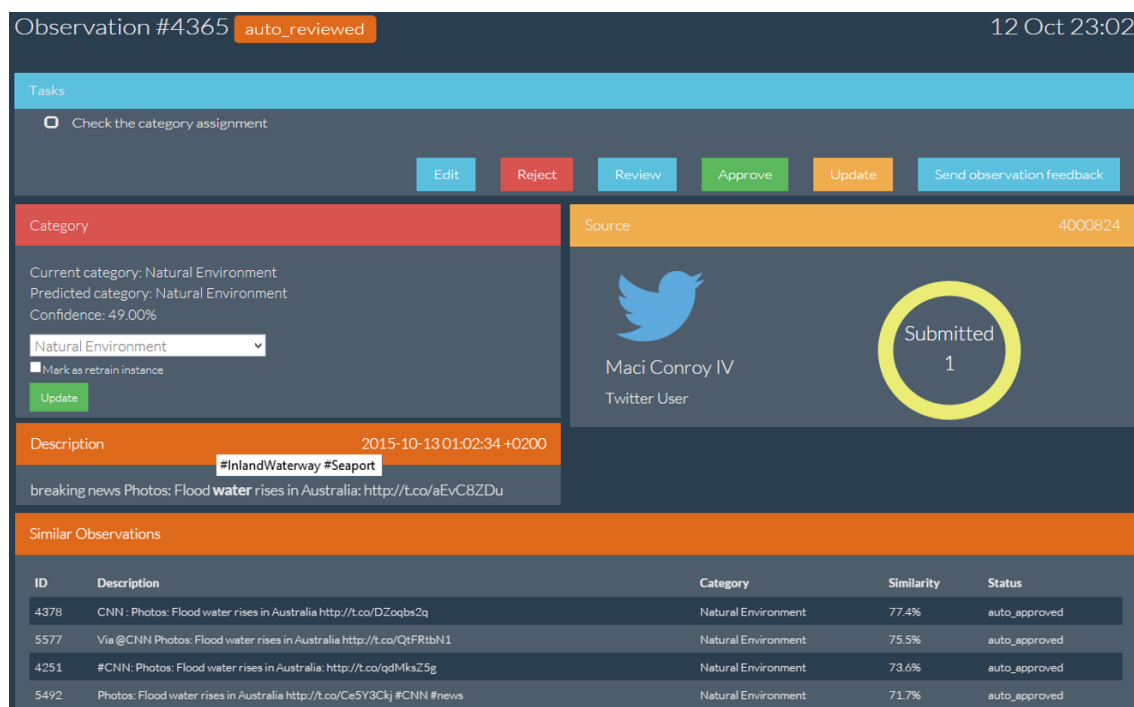 Observation #4365 auto_reviewed 12 Oct 23:02
Tasks
Check the category assignment
Edit Reject Review Approve Update Send observation feedback
Category
Current category: Natural Environment
Predicted category: Natural Environment
Confidence: 49.00%
Natural Environment
Mark as retrain instance
Update
Source 4000824
Maci Conroy IV
Twitter User
Submitted
1
Description 2015-10-13 01:02:34 +0200
#InlandWaterway #Seaport
breaking news Photos: Flood water rises in Australia: http://t.co/aEvC8ZDu
Similar Observations
ID Description Category Similarity Status
4378 CNN : Photos: Flood water rises in Australia http://t.co/DZoqbs2q Natural Environment 77.4% auto_approved
5577 Via @CNN Photos: Flood water rises in Australia http://t.co/QtFRtbN1 Natural Environment 75.5% auto_approved
4251 #CNN: Photos: Flood water rises in Australia: http://t.co/qdMksZ5g Natural Environment 73.6% auto_approved
5492 Photos: Flood water rises in Australia http://t.co/Ce5Y3Ckj #CNN #news Natural Environment 71.7% auto_approved